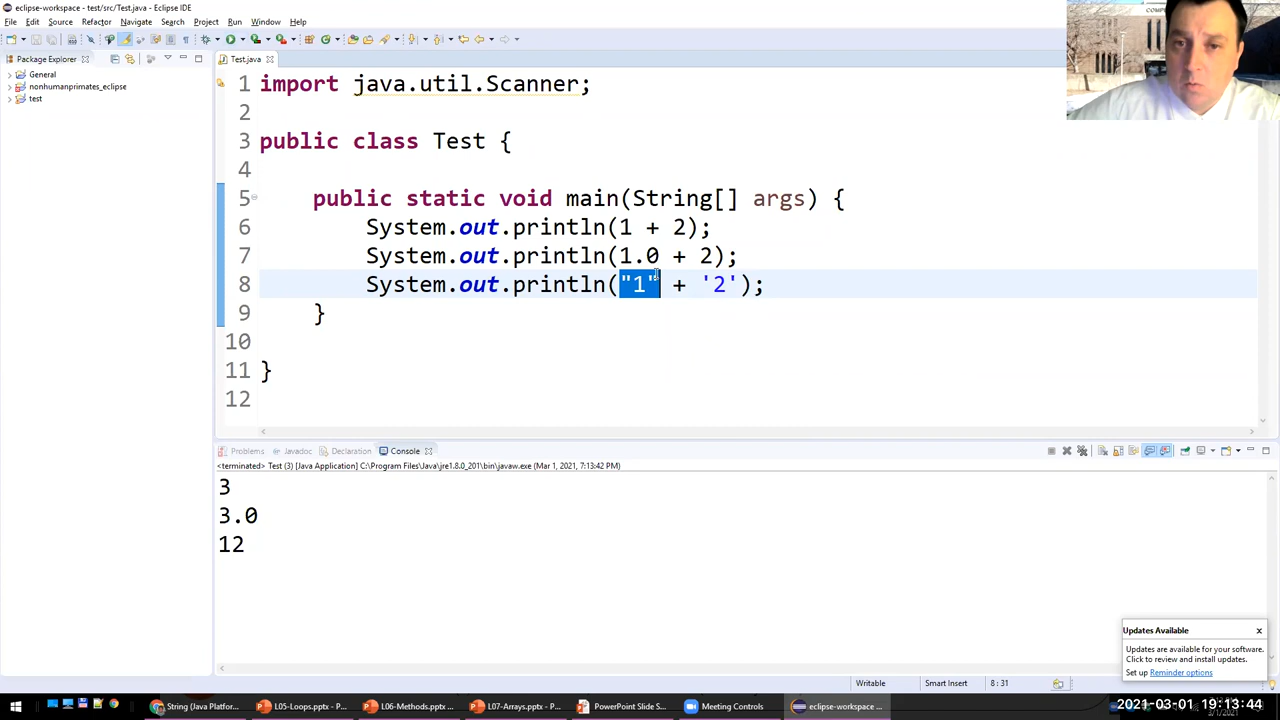 eclipse-workspace - test/src/Test.java - Eclipse IDE
File Edit Source Refactor Navigate Search Project Run Window Help
Package Explorer
General
nonhumanprimates_eclipse
test
Test.java
1 import java.util.Scanner;
2
3 public class Test {
4
5 public static void main(String[] args) {
6 System.out.println(1 + 2);
7 System.out.println(1.0 + 2);
8 System.out.println("1" + '2');
9 }
10
11 }
12
Problems Javadoc Declaration Console
<terminated> Test (3) [Java Application] C:\Program Files\Java\jre1.8.0_201\bin\javaw.exe (Mar 1, 2021, 7:13:42 PM)
3
3.0
12
Updates Available
Updates are available for your software.
Click to review and install updates.
Set up Reminder options
Writable Smart Insert 8 : 31
String (Java Platfor... L05-Loops.pptx - P... L06-Methods.pptx ... L07-Arrays.pptx - P... PowerPoint Slide S... Meeting Controls eclipse-workspace ...
2021-03-01 19:13:44